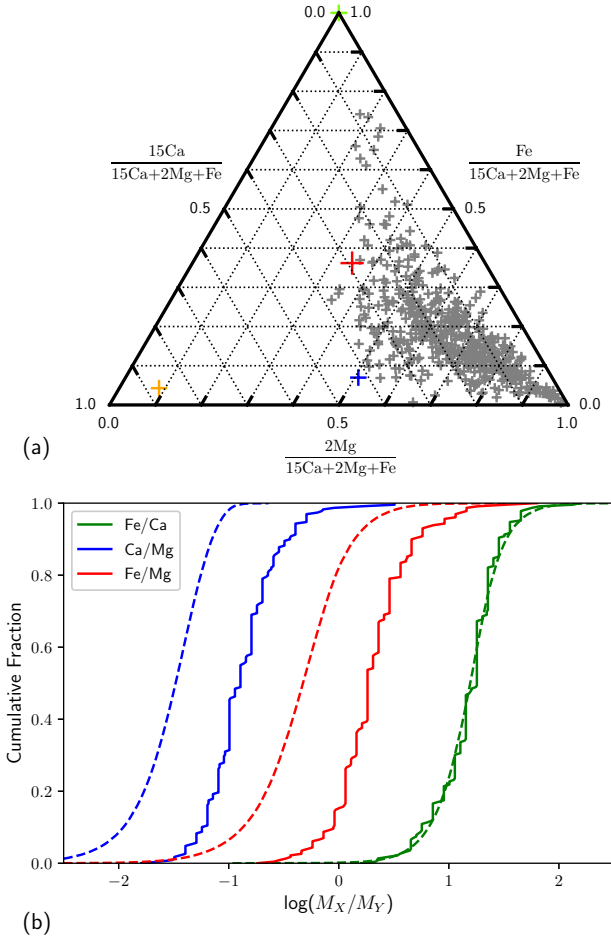 0.0 1.0
15Ca
15Ca+2Mg+Fe
Fe
15Ca+2Mg+Fe
0.5 0.5
1.0 0.0
0.0 0.5 1.0
(a)
2Mg
15Ca+2Mg+Fe
1.0
Fe/Ca
Ca/Mg
Fe/Mg
0.8
0.6
0.4
0.2
0.0
Cumulative Fraction
−2 −1 0 1 2
log(M_X/M_Y)
(b)